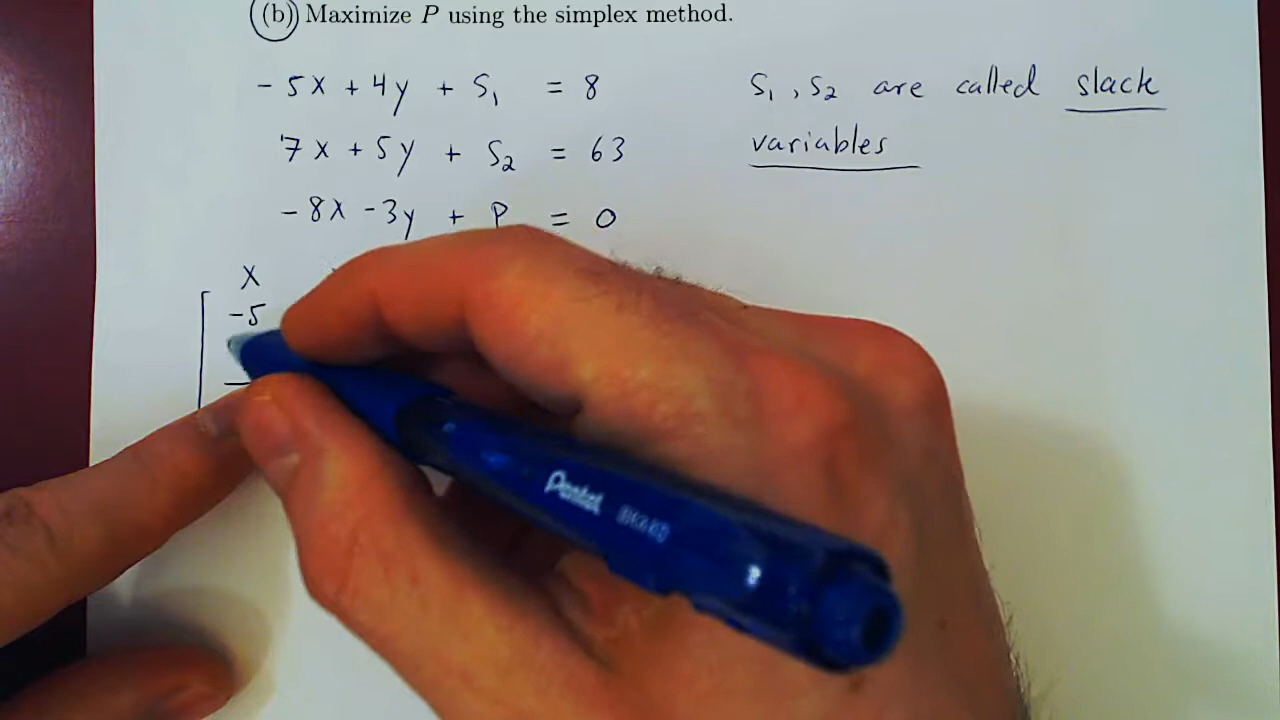 (b) Maximize P using the simplex method.
-5x + 4y + S₁ = 8
S₁, S₂ are called slack
7x + 5y + S₂ = 63
variables
-8x - 3y + P = 0
x
-5
Pentel